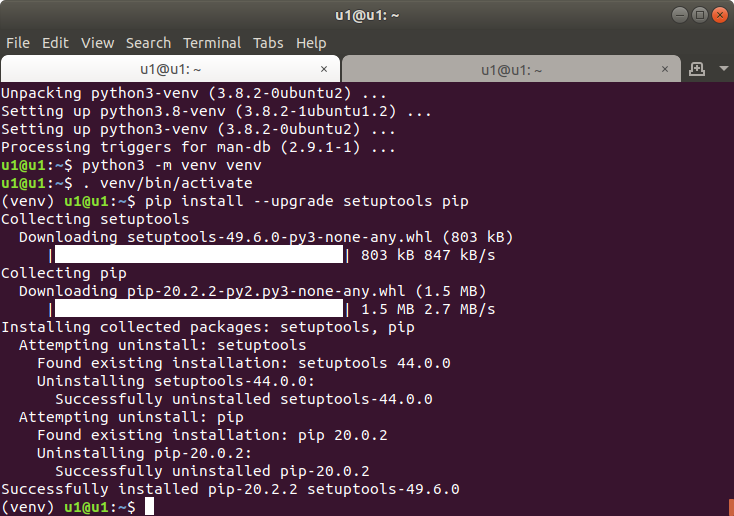 u1@u1: ~
File Edit View Search Terminal Tabs Help
u1@u1: ~ × u1@u1: ~ ×
Unpacking python3-venv (3.8.2-0ubuntu2) ...
Setting up python3.8-venv (3.8.2-1ubuntu1.2) ...
Setting up python3-venv (3.8.2-0ubuntu2) ...
Processing triggers for man-db (2.9.1-1) ...
u1@u1:~$ python3 -m venv venv
u1@u1:~$ . venv/bin/activate
(venv) u1@u1:~$ pip install --upgrade setuptools pip
Collecting setuptools
  Downloading setuptools-49.6.0-py3-none-any.whl (803 kB)
     |████████████████████████████████| 803 kB 847 kB/s
Collecting pip
  Downloading pip-20.2.2-py2.py3-none-any.whl (1.5 MB)
     |████████████████████████████████| 1.5 MB 2.7 MB/s
Installing collected packages: setuptools, pip
  Attempting uninstall: setuptools
    Found existing installation: setuptools 44.0.0
    Uninstalling setuptools-44.0.0:
      Successfully uninstalled setuptools-44.0.0
  Attempting uninstall: pip
    Found existing installation: pip 20.0.2
    Uninstalling pip-20.0.2:
      Successfully uninstalled pip-20.0.2
Successfully installed pip-20.2.2 setuptools-49.6.0
(venv) u1@u1:~$